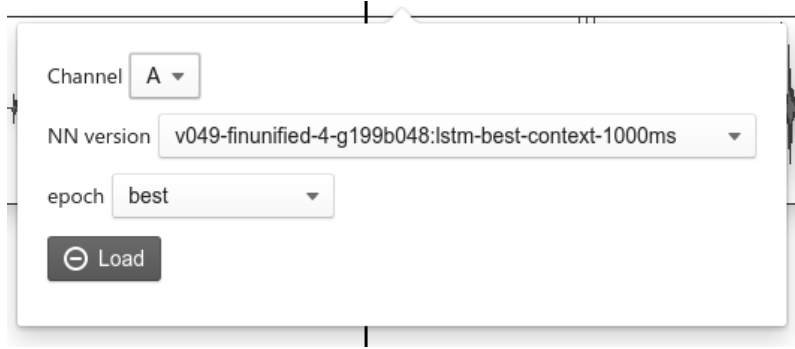 Channel A
NN version v049-finunified-4-g199b048:lstm-best-context-1000ms
epoch best
Load